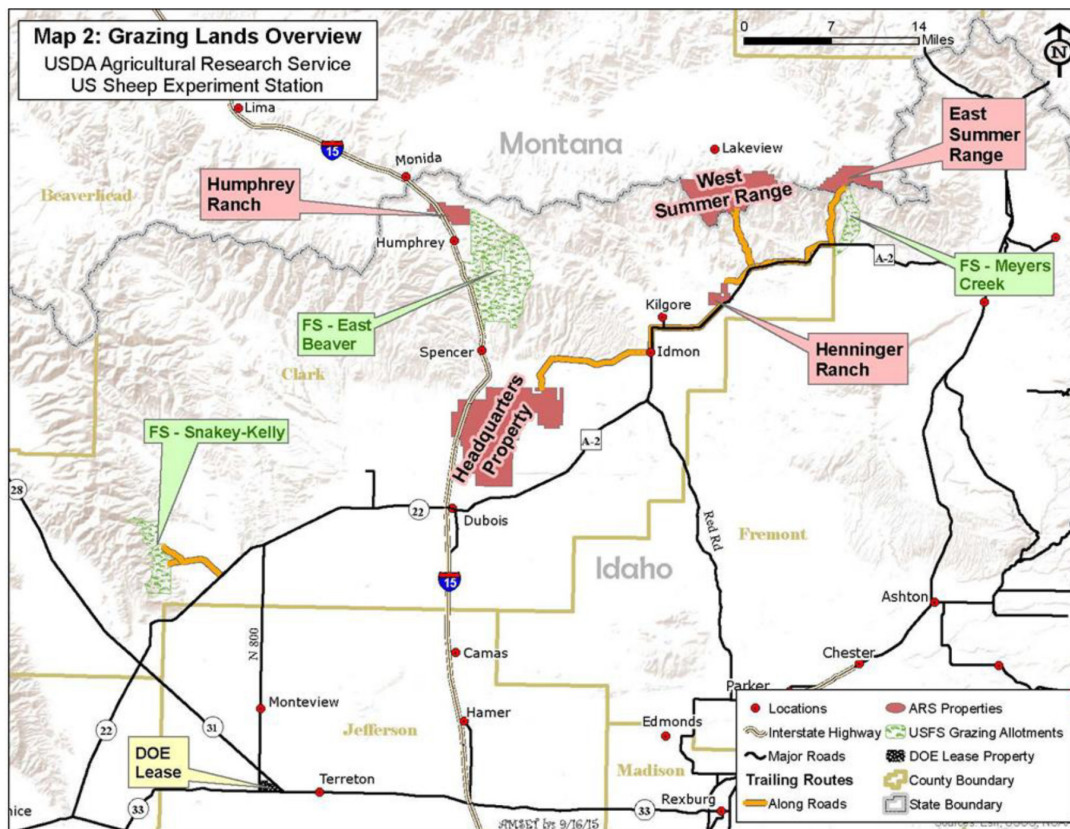 Map 2: Grazing Lands Overview
USDA Agricultural Research Service
US Sheep Experiment Station
0 7 14
Miles
N
Lima
15
Montana
Monida
Lakeview
East
Summer
Range
Humphrey
Ranch
West
Summer Range
Beaverhead
Humphrey
A-2
FS - Meyers
Creek
FS - East
Beaver
Kilgore
Spencer
Idmon
Henninger
Ranch
Clark
Headquarters
Property
FS - Snakey-Kelly
A-2
28
22
Dubois
Red Rd
Fremont
Idaho
15
Ashton
N 800
Camas
Chester
Parker
Monteview
Hamer
Edmonds
22
31
Jefferson
DOE
Lease
Terreton
Madison
33
33
Rexburg
AMSET by 9/16/15
Locations
ARS Properties
Interstate Highway
USFS Grazing Allotments
Major Roads
DOE Lease Property
Trailing Routes
County Boundary
Along Roads
State Boundary